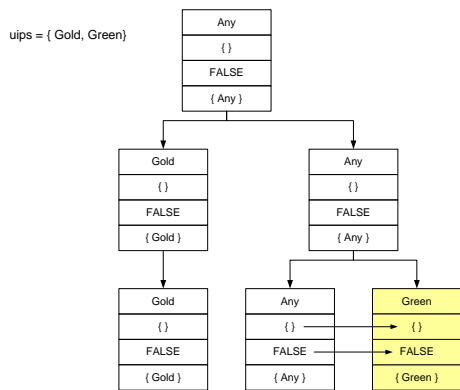 uips = { Gold, Green}
Any
{ }
FALSE
{ Any }
Gold
{ }
FALSE
{ Gold }
Any
{ }
FALSE
{ Any }
Gold
{ }
FALSE
{ Gold }
Any
{ }
FALSE
{ Any }
Green
{ }
FALSE
{ Green }